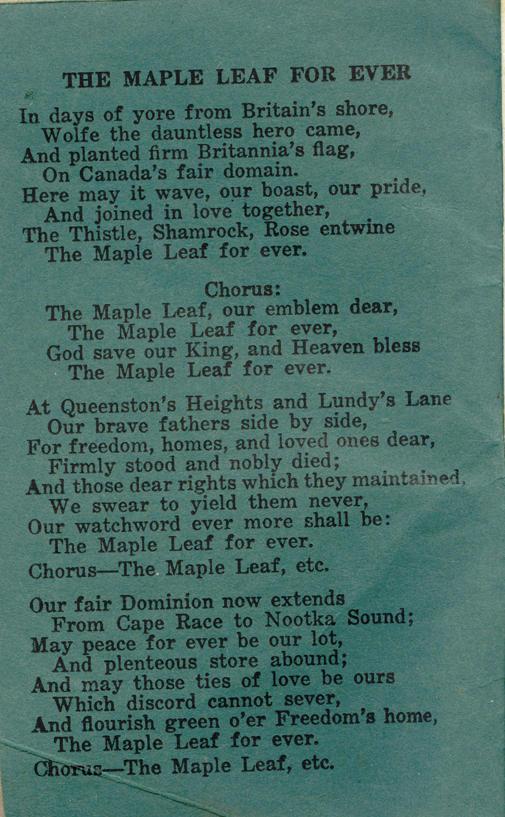 THE MAPLE LEAF FOR EVER
In days of yore from Britain's shore,
Wolfe the dauntless hero came,
And planted firm Britannia's flag,
On Canada's fair domain.
Here may it wave, our boast, our pride,
And joined in love together,
The Thistle, Shamrock, Rose entwine
The Maple Leaf for ever.
Chorus:
The Maple Leaf, our emblem dear,
The Maple Leaf for ever,
God save our King, and Heaven bless
The Maple Leaf for ever.
At Queenston's Heights and Lundy's Lane
Our brave fathers side by side,
For freedom, homes, and loved ones dear,
Firmly stood and nobly died;
And those dear rights which they maintained,
We swear to yield them never,
Our watchword ever more shall be:
The Maple Leaf for ever.
Chorus—The Maple Leaf, etc.
Our fair Dominion now extends
From Cape Race to Nootka Sound;
May peace for ever be our lot,
And plenteous store abound;
And may those ties of love be ours
Which discord cannot sever,
And flourish green o'er Freedom's home,
The Maple Leaf for ever.
Chorus—The Maple Leaf, etc.